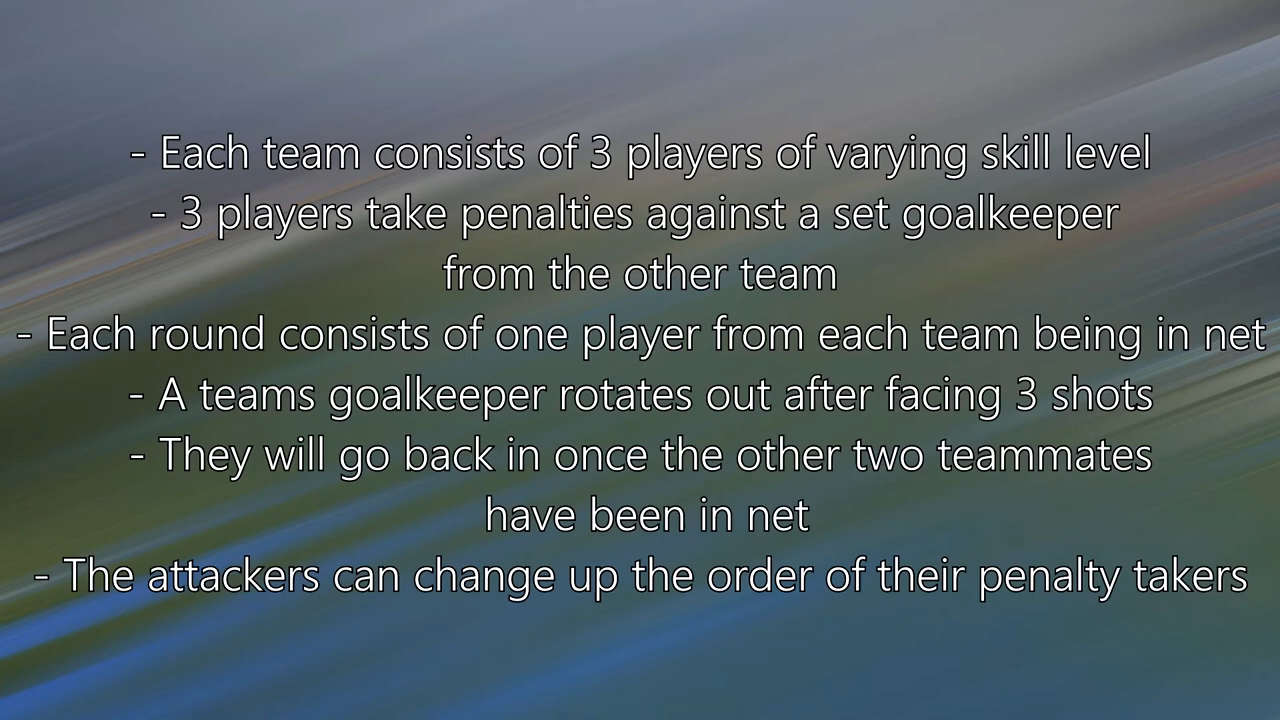 - Each team consists of 3 players of varying skill level
- 3 players take penalties against a set goalkeeper
from the other team
- Each round consists of one player from each team being in net
- A teams goalkeeper rotates out after facing 3 shots
- They will go back in once the other two teammates
have been in net
- The attackers can change up the order of their penalty takers